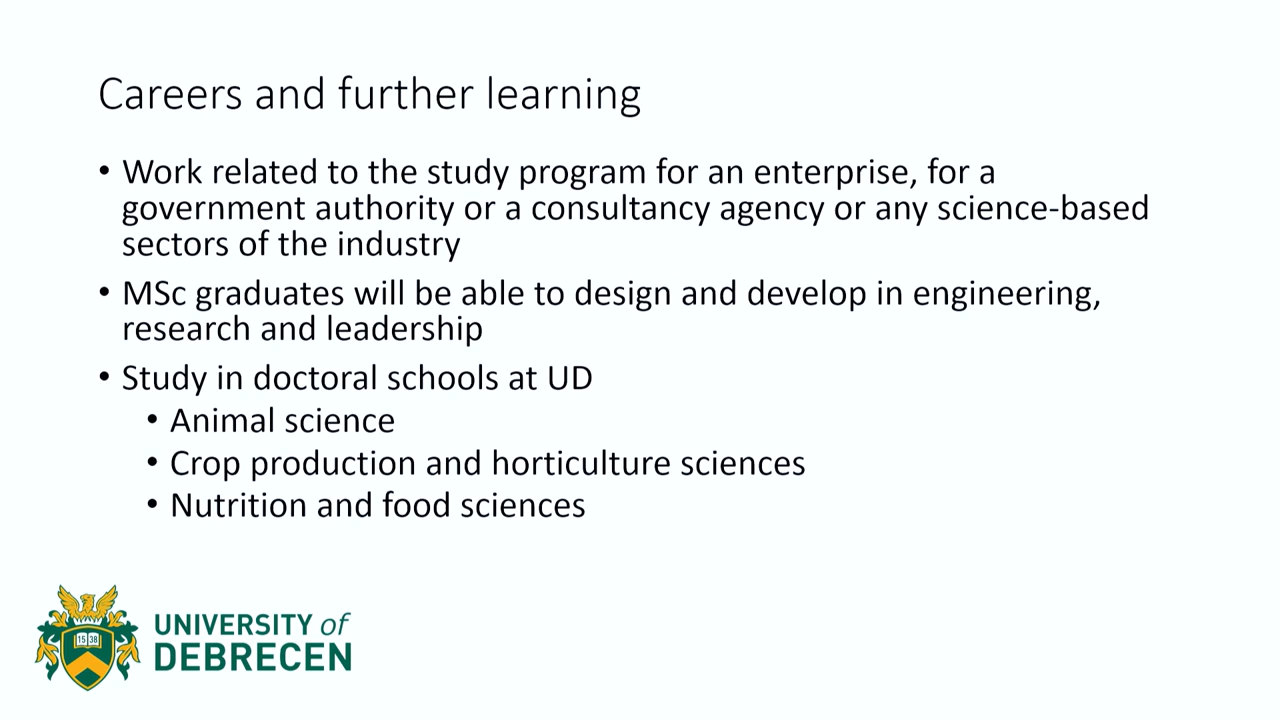 Careers and further learning
• Work related to the study program for an enterprise, for a
government authority or a consultancy agency or any science-based
sectors of the industry
• MSc graduates will be able to design and develop in engineering,
research and leadership
• Study in doctoral schools at UD
• Animal science
• Crop production and horticulture sciences
• Nutrition and food sciences
15 38
UNIVERSITY of
DEBRECEN